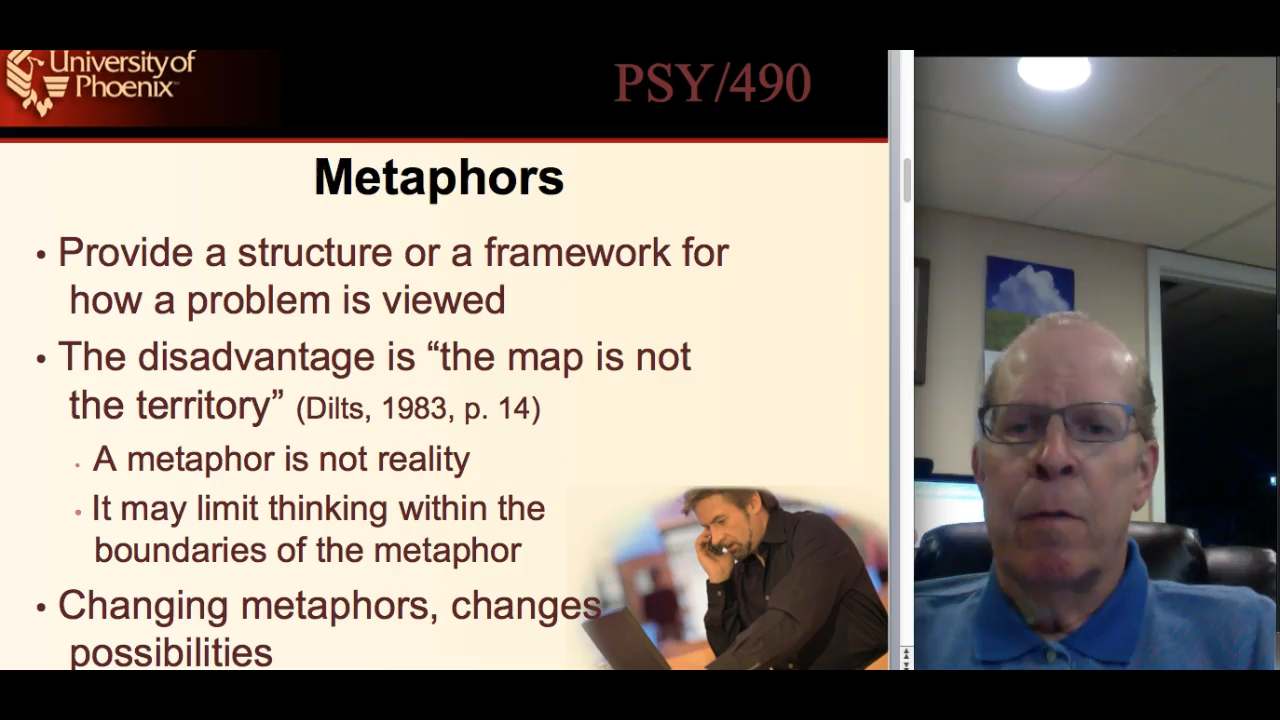 University of
Phoenix
PSY/490
Metaphors
• Provide a structure or a framework for
how a problem is viewed
• The disadvantage is “the map is not
the territory” (Dilts, 1983, p. 14)
• A metaphor is not reality
• It may limit thinking within the
boundaries of the metaphor
• Changing metaphors, changes
possibilities